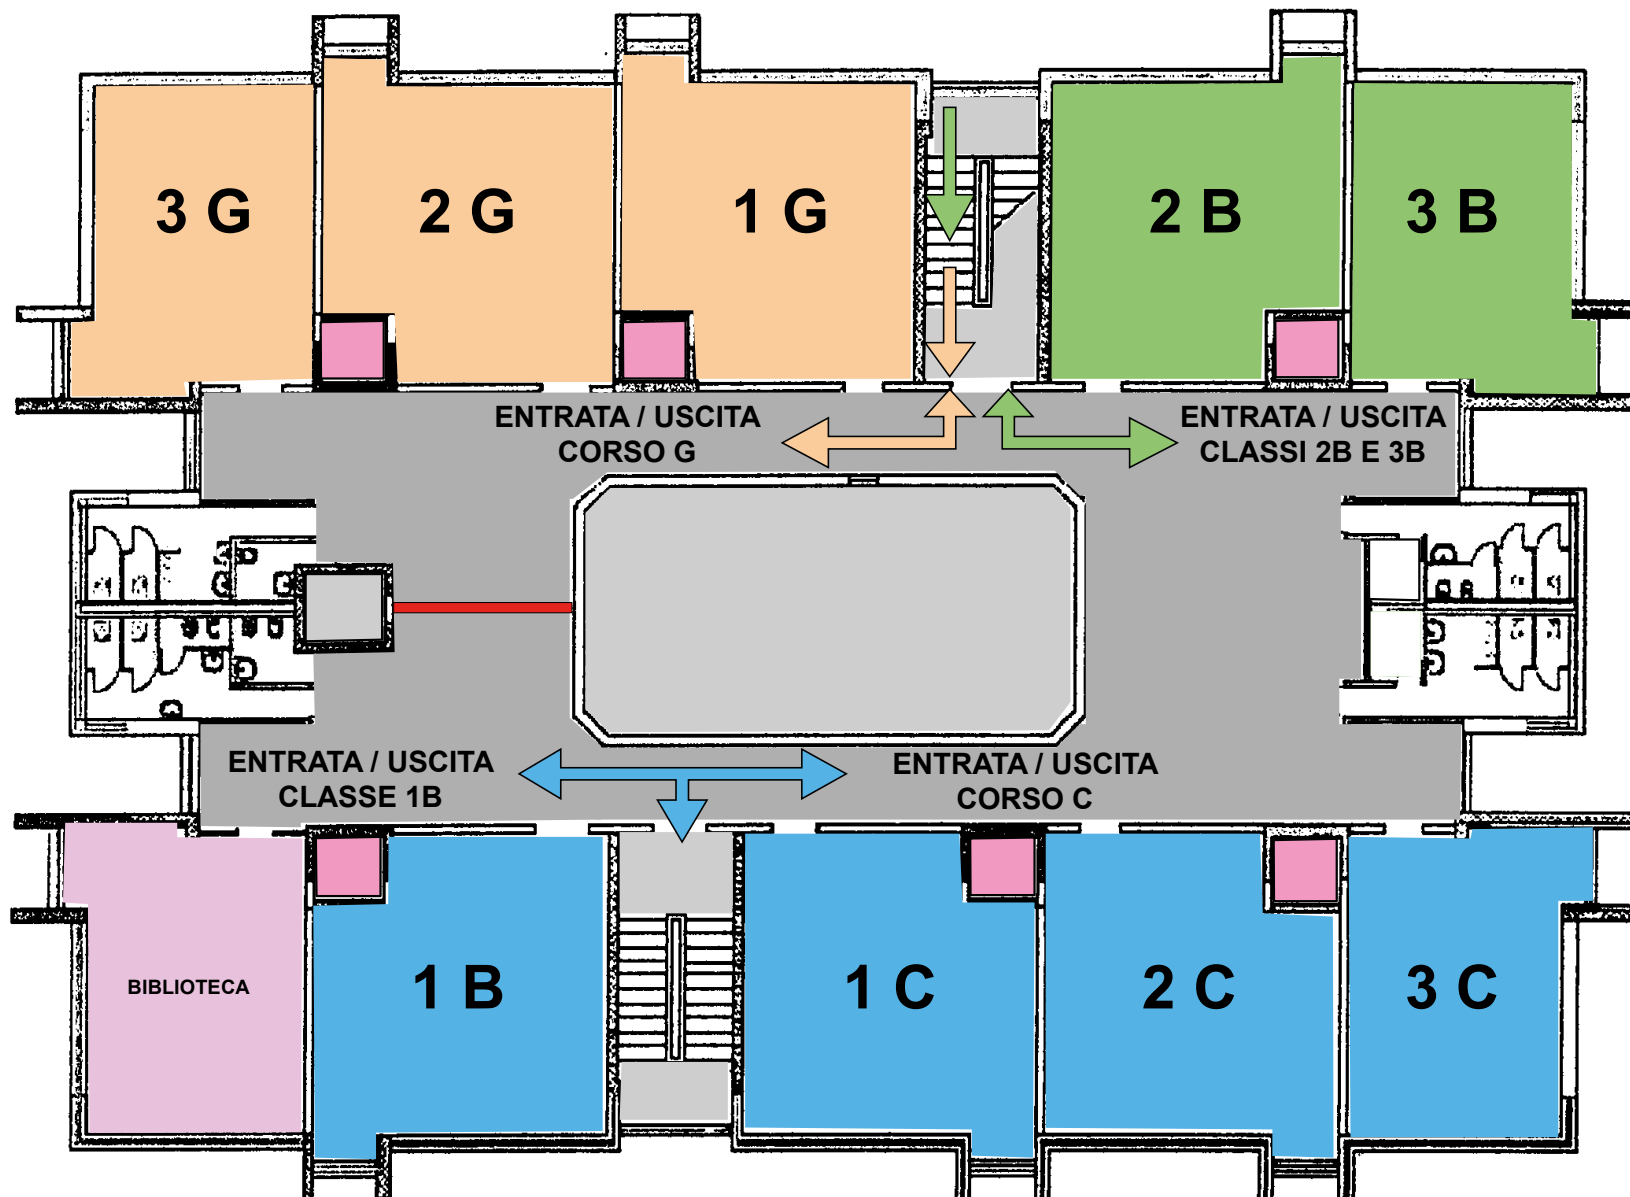 3 G
2 G
1 G
2 B
3 B
ENTRATA / USCITA
CORSO G
ENTRATA / USCITA
CLASSI 2B E 3B
ENTRATA / USCITA
CLASSE 1B
ENTRATA / USCITA
CORSO C
BIBLIOTECA
1 B
1 C
2 C
3 C